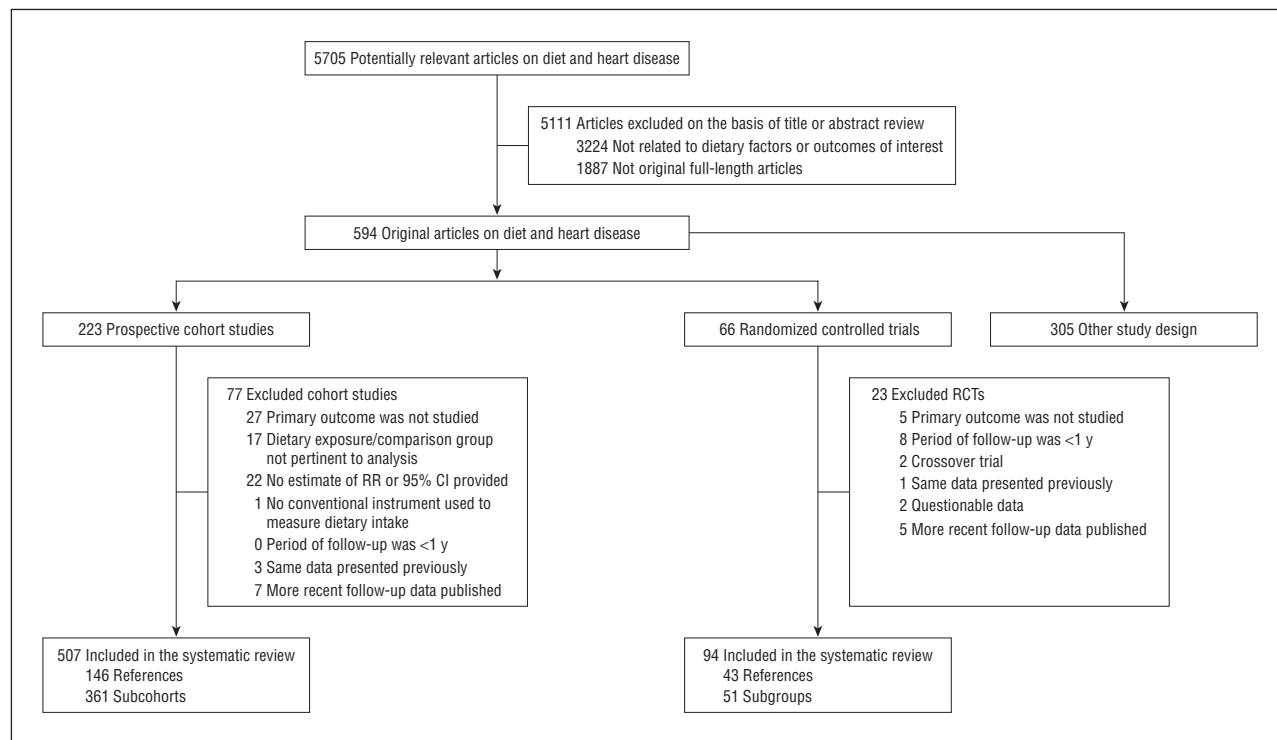 5705 Potentially relevant articles on diet and heart disease
5111 Articles excluded on the basis of title or abstract review
3224 Not related to dietary factors or outcomes of interest
1887 Not original full-length articles
594 Original articles on diet and heart disease
223 Prospective cohort studies
66 Randomized controlled trials
305 Other study design
77 Excluded cohort studies
27 Primary outcome was not studied
17 Dietary exposure/comparison group
not pertinent to analysis
22 No estimate of RR or 95% CI provided
1 No conventional instrument used to
measure dietary intake
0 Period of follow-up was <1 y
3 Same data presented previously
7 More recent follow-up data published
23 Excluded RCTs
5 Primary outcome was not studied
8 Period of follow-up was <1 y
2 Crossover trial
1 Same data presented previously
2 Questionable data
5 More recent follow-up data published
507 Included in the systematic review
146 References
361 Subcohorts
94 Included in the systematic review
43 References
51 Subgroups